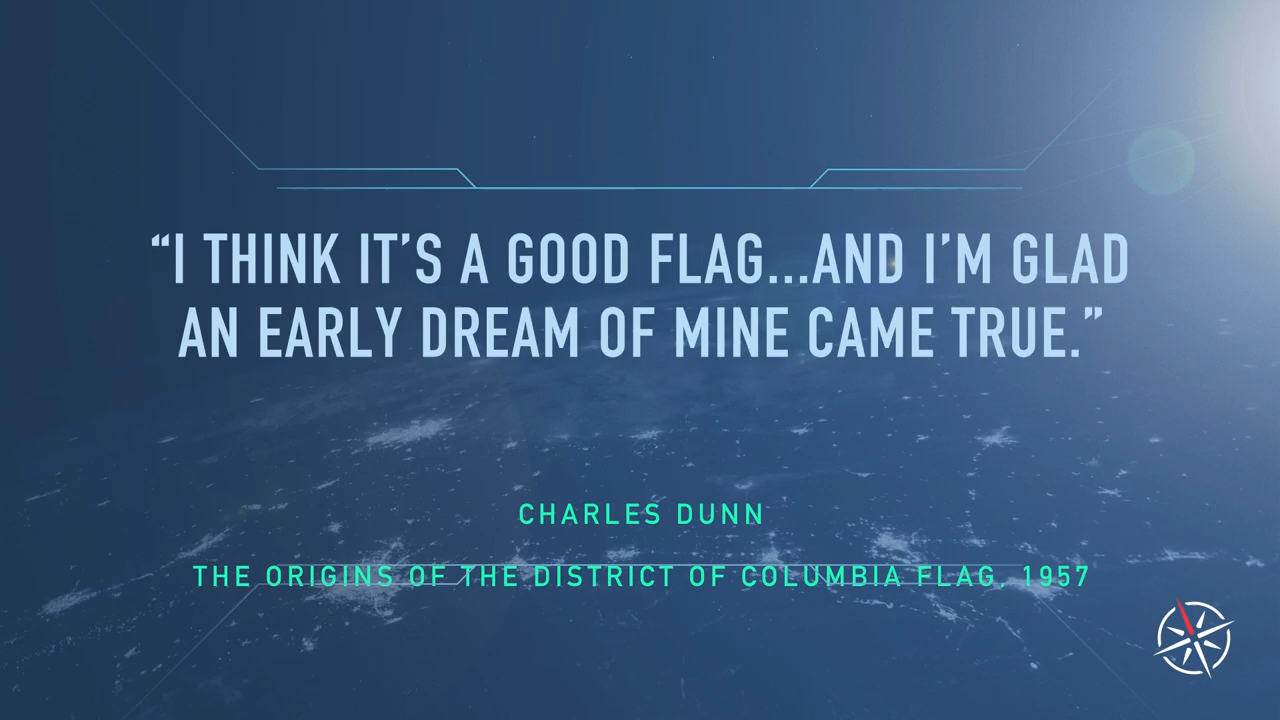 “I THINK IT’S A GOOD FLAG...AND I’M GLAD
AN EARLY DREAM OF MINE CAME TRUE.”
CHARLES DUNN
THE ORIGINS OF THE DISTRICT OF COLUMBIA FLAG, 1957